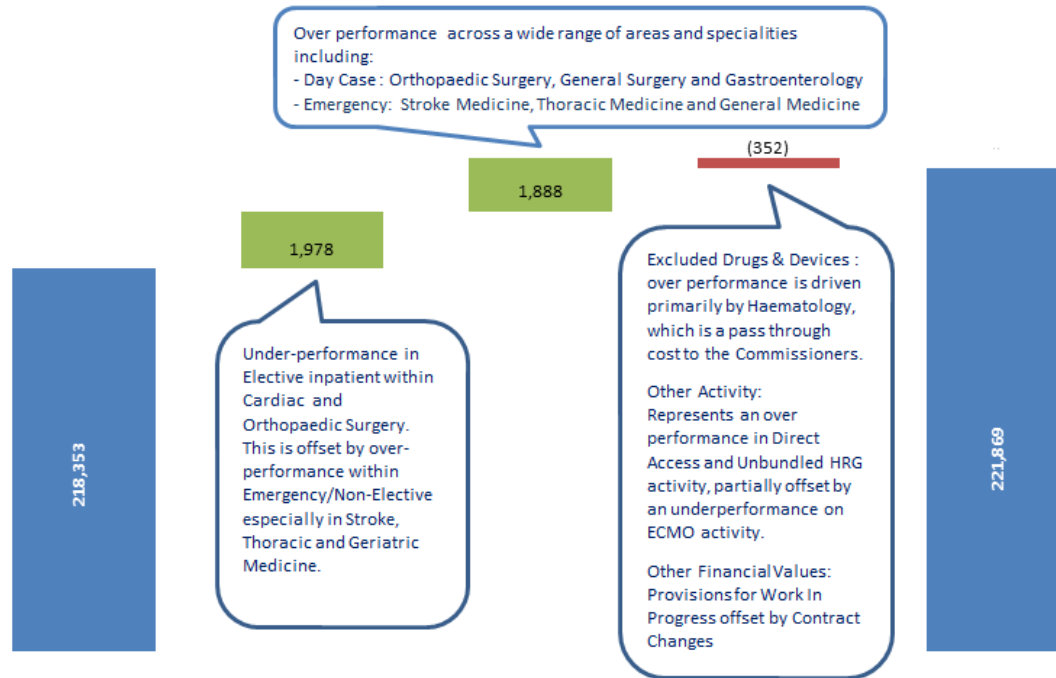 Over performance across a wide range of areas and specialities
including:
- Day Case : Orthopaedic Surgery, General Surgery and Gastroenterology
- Emergency: Stroke Medicine, Thoracic Medicine and General Medicine
(352)
1,888
1,978
Under-performance in
Elective inpatient within
Cardiac and
Orthopaedic Surgery.
This is offset by over-
performance within
Emergency/Non-Elective
especially in Stroke,
Thoracic and Geriatric
Medicine.
Excluded Drugs & Devices :
over performance is driven
primarily by Haematology,
which is a pass through
cost to the Commissioners.
Other Activity:
Represents an over
performance in Direct
Access and Unbundled HRG
activity, partially offset by
an underperformance on
ECMO activity.
Other Financial Values:
Provisions for Work In
Progress offset by Contract
Changes
218,353
221,869